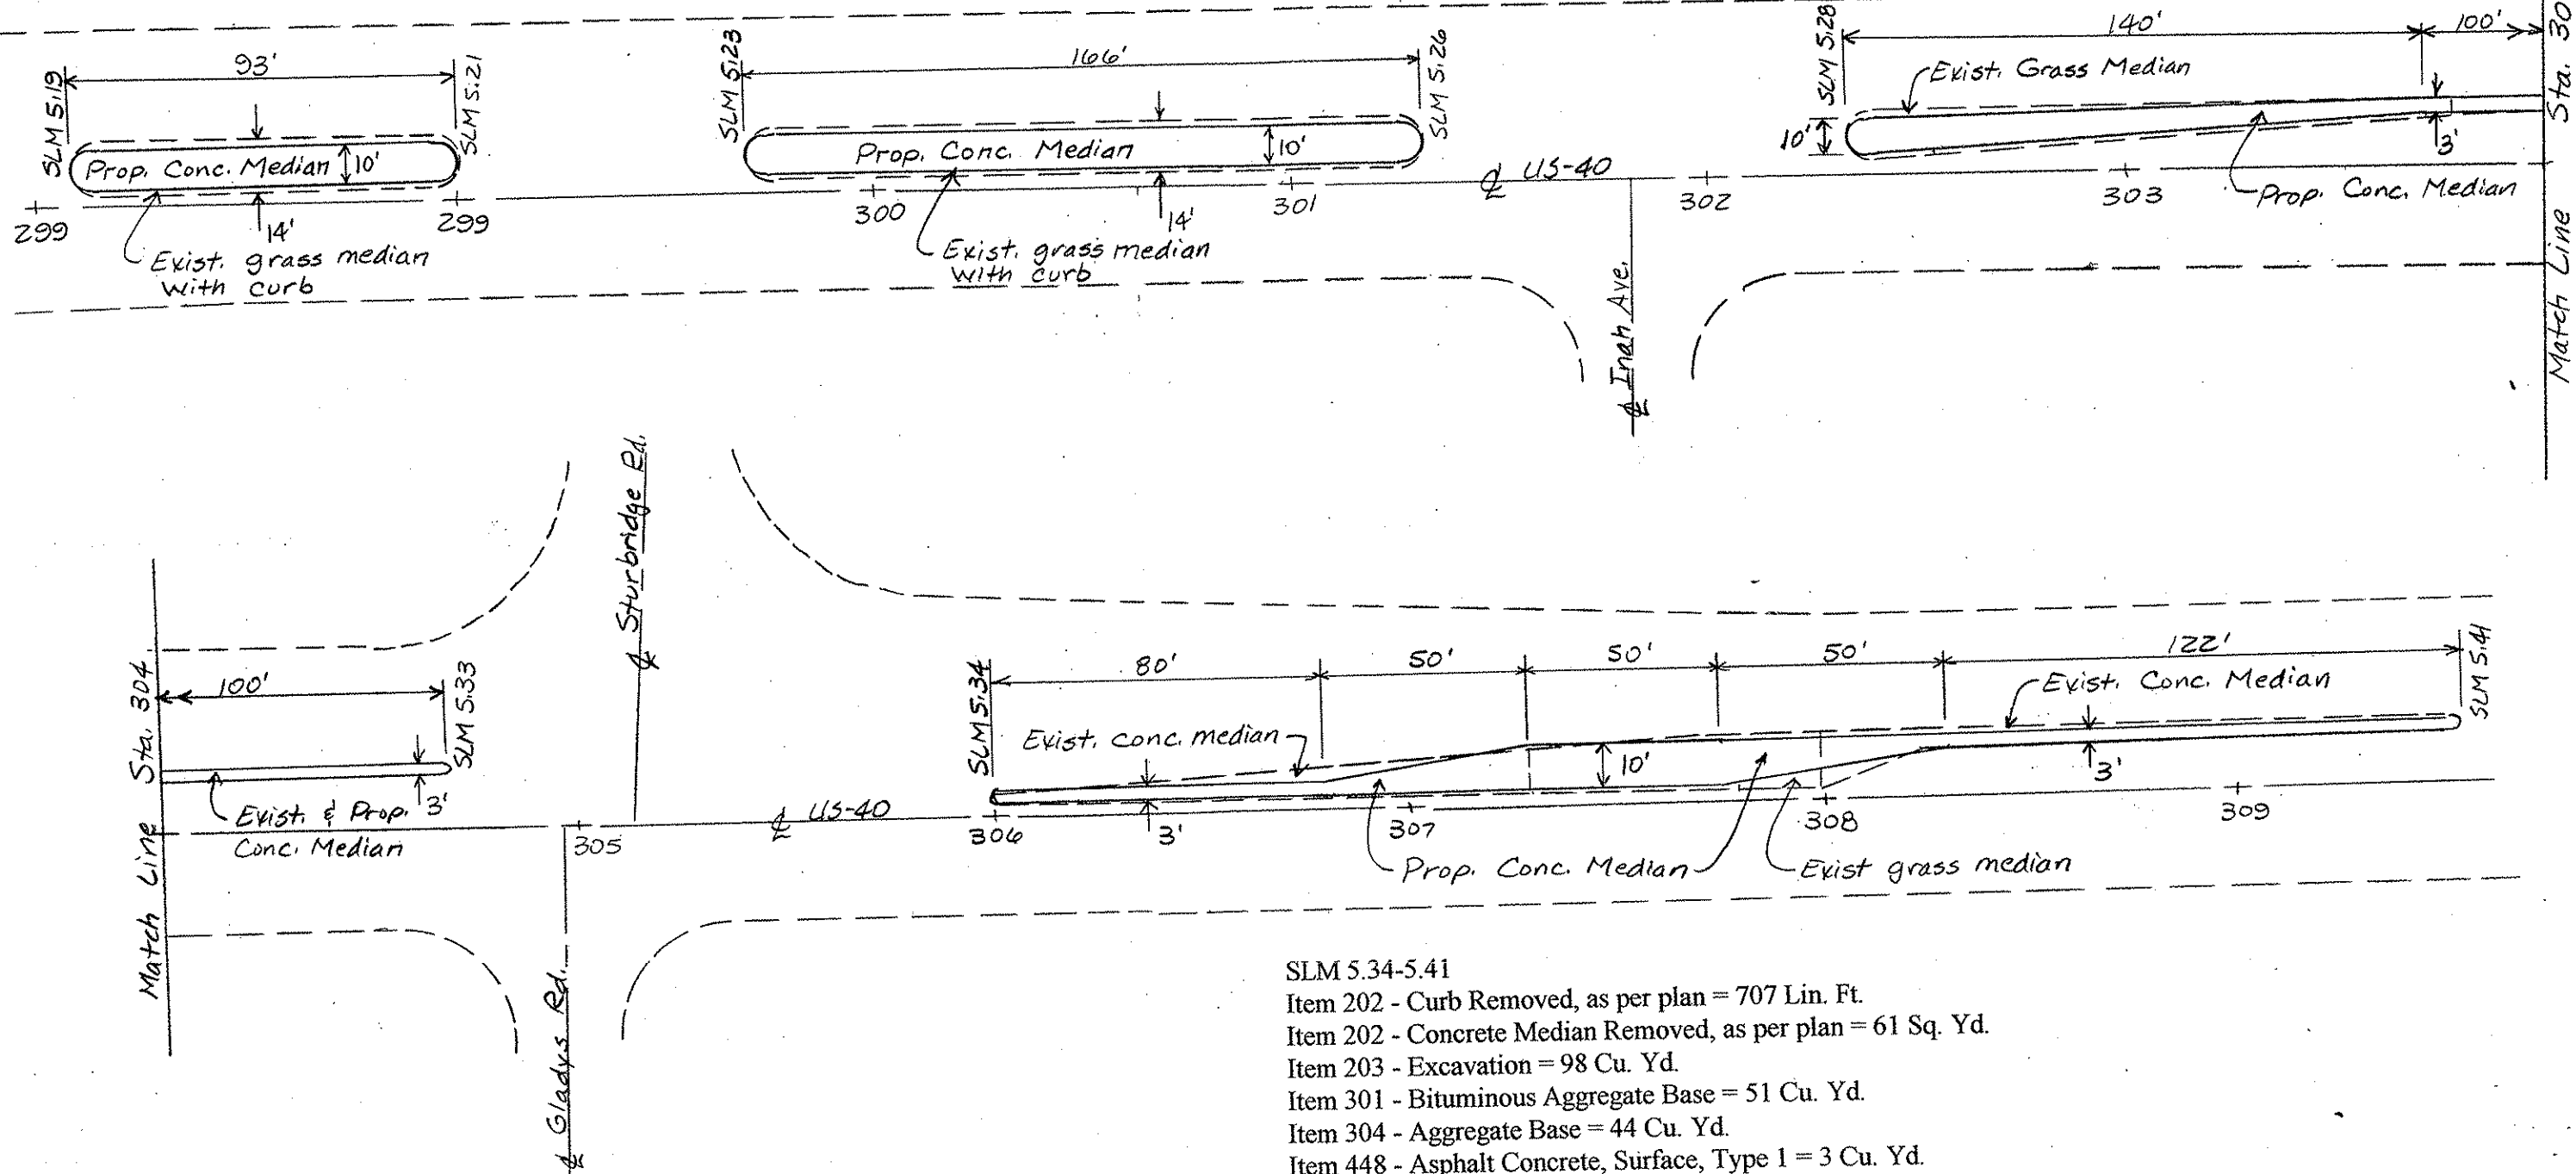 SLM 5.19
93'
SLM 5.21
SLM 5.23
166'
SLM 5.26
SLM 5.28
140'
100'
Exist. Grass Median
Prop. Conc. Median
10'
Prop. Conc. Median
10'
10'
3'
Prop. Conc. Median
299
14'
299
300
14'
301
℄ US-40
302
303
Exist. grass median
with curb
Exist. grass median
with curb
℄ Inah Ave.
Match Line Sta. 30
Match Line Sta. 304
100'
SLM 5.33
℄ Sturbridge Rd.
SLM 5.34
80'
50'
50'
50'
122'
SLM 5.41
Exist. Conc. Median
Exist. conc. median
10'
3'
Exist. & Prop.
Conc. Median
3'
305
℄ US-40
306
3'
307
308
309
Prop. Conc. Median
Exist grass median
℄ Gladys Rd.
SLM 5.34-5.41
Item 202 - Curb Removed, as per plan = 707 Lin. Ft.
Item 202 - Concrete Median Removed, as per plan = 61 Sq. Yd.
Item 203 - Excavation = 98 Cu. Yd.
Item 301 - Bituminous Aggregate Base = 51 Cu. Yd.
Item 304 - Aggregate Base = 44 Cu. Yd.
Item 448 - Asphalt Concrete, Surface, Type 1 = 3 Cu. Yd.